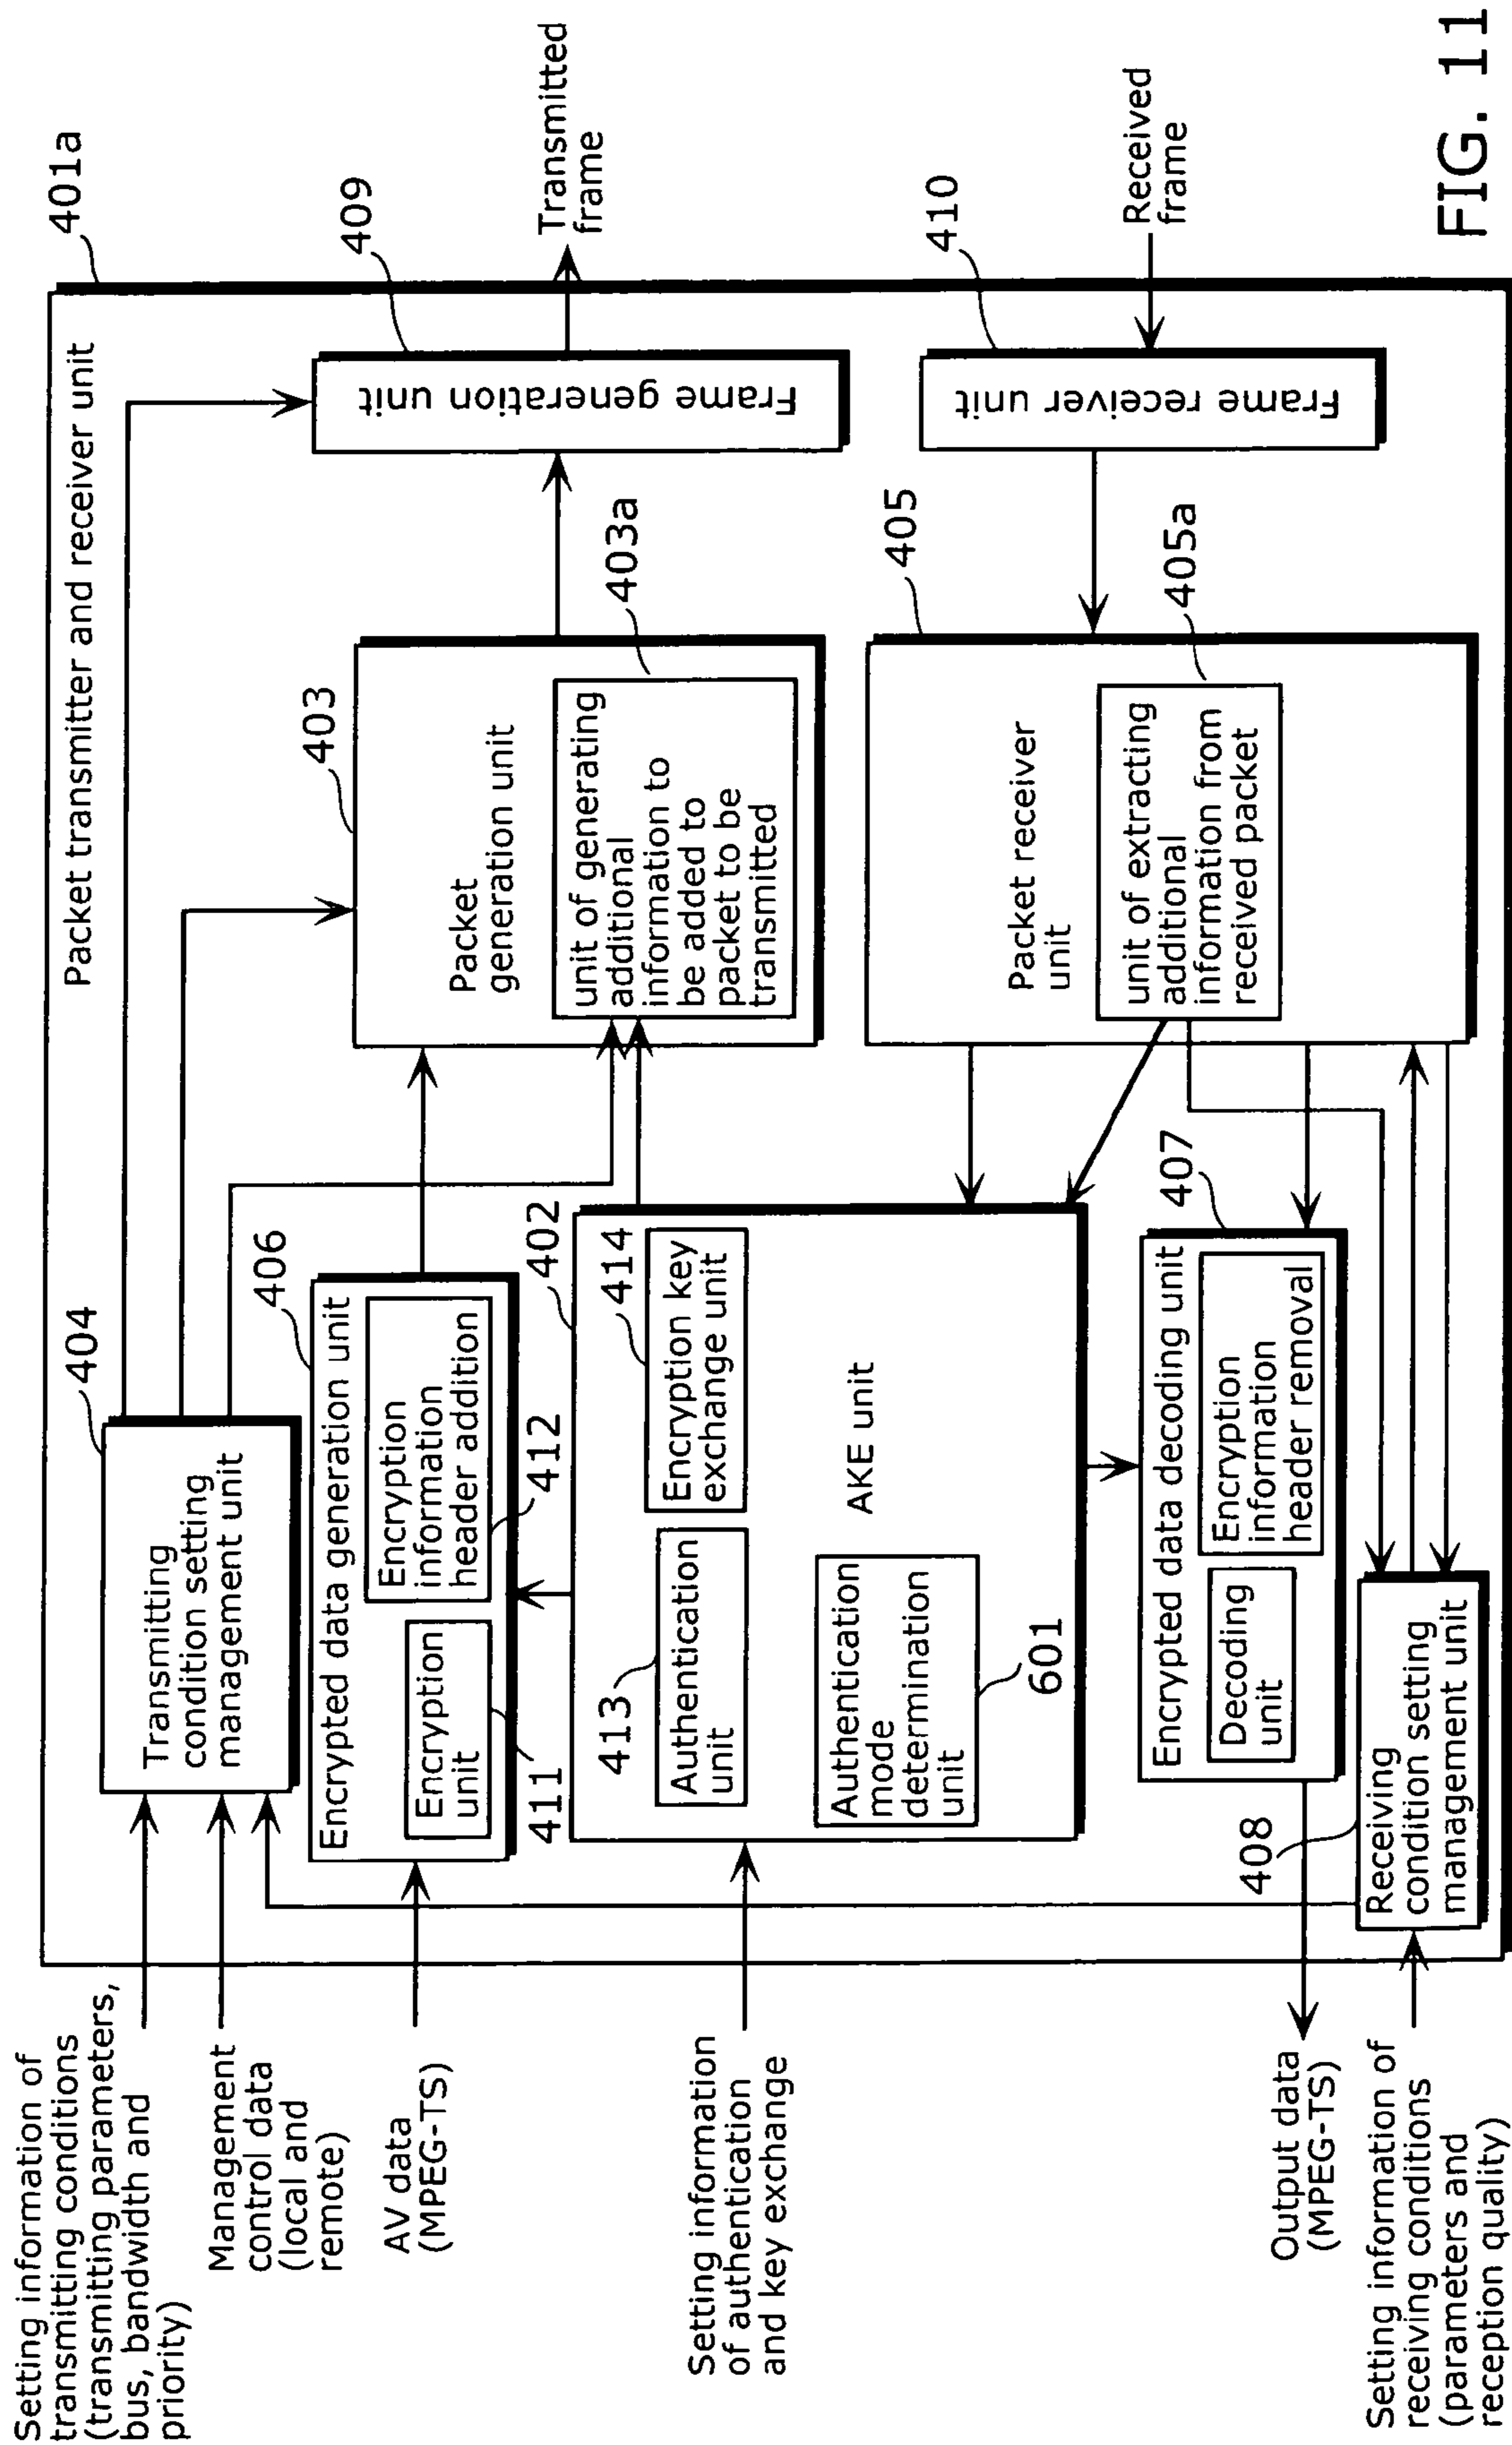 Setting information of
transmitting conditions
(transmitting parameters,
bus, bandwidth and
priority)
Management
control data
(local and
remote)
AV data
(MPEG-TS)
Setting information
of authentication
and key exchange
Output data
(MPEG-TS)
Setting information of
receiving conditions
(parameters and
reception quality)
401a
Packet transmitter and receiver unit
404
Transmitting
condition setting
management unit
406
Encrypted data generation unit
Encryption
unit
411
Encryption
information
header addition
412
402
413
Authentication
unit
414
Encryption key
exchange unit
AKE unit
Authentication
mode
determination
unit
601
407
Encrypted data decoding unit
Decoding
unit
Encryption
information
header removal
408
Receiving
condition setting
management unit
403
Packet
generation unit
403a
unit of generating
additional
information to
be added to
packet to be
transmitted
405
Packet receiver
unit
405a
unit of extracting
additional
information from
received packet
409
Frame generation unit
Transmitted
frame
410
Frame receiver unit
Received
frame
FIG. 11